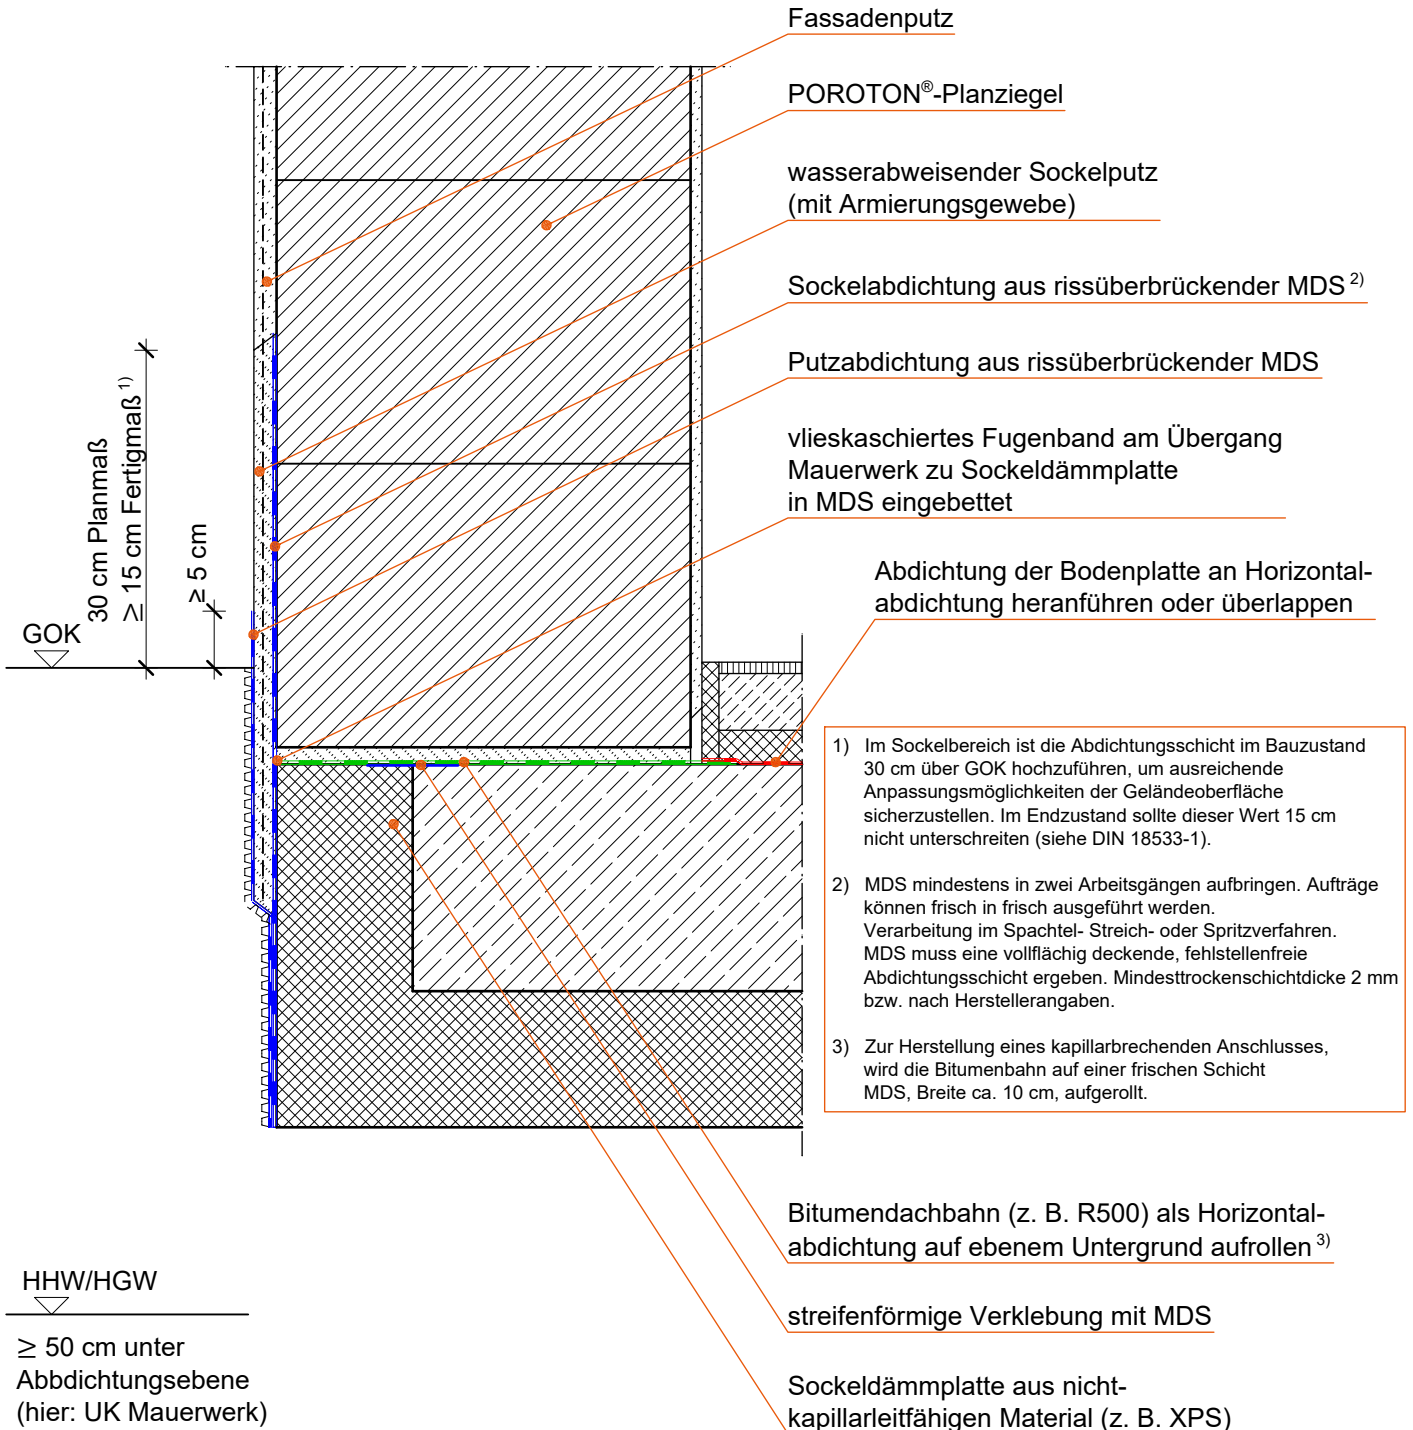 Fassadenputz
POROTON®-Planziegel
wasserabweisender Sockelputz
(mit Armierungsgewebe)
Sockelabdichtung aus rissüberbrückender MDS 2)
Putzabdichtung aus rissüberbrückender MDS
vlieskaschiertes Fugenband am Übergang
Mauerwerk zu Sockeldämmplatte
in MDS eingebettet
Abdichtung der Bodenplatte an Horizontal-
abdichtung heranführen oder überlappen
30 cm Planmaß
≥ 15 cm Fertigmaß 1)
≥ 5 cm
GOK
1) Im Sockelbereich ist die Abdichtungsschicht im Bauzustand
30 cm über GOK hochzuführen, um ausreichende
Anpassungsmöglichkeiten der Geländeoberfläche
sicherzustellen. Im Endzustand sollte dieser Wert 15 cm
nicht unterschreiten (siehe DIN 18533-1).
2) MDS mindestens in zwei Arbeitsgängen aufbringen. Aufträge
können frisch in frisch ausgeführt werden.
Verarbeitung im Spachtel- Streich- oder Spritzverfahren.
MDS muss eine vollflächig deckende, fehlstellenfreie
Abdichtungsschicht ergeben. Mindesttrockenschichtdicke 2 mm
bzw. nach Herstellerangaben.
3) Zur Herstellung eines kapillarbrechenden Anschlusses,
wird die Bitumenbahn auf einer frischen Schicht
MDS, Breite ca. 10 cm, aufgerollt.
Bitumendachbahn (z. B. R500) als Horizontal-
abdichtung auf ebenem Untergrund aufrollen 3)
streifenförmige Verklebung mit MDS
Sockeldämmplatte aus nicht-
kapillarleitfähigen Material (z. B. XPS)
HHW/HGW
≥ 50 cm unter
Abbdichtungsebene
(hier: UK Mauerwerk)